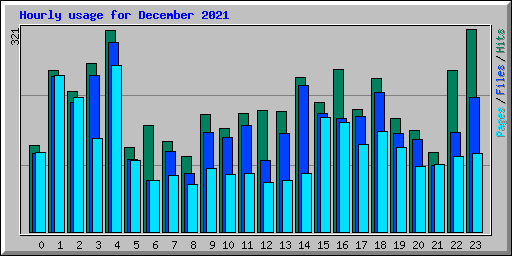 Hourly usage for December 2021
321
Pages/Files/Hits
0 1 2 3 4 5 6 7 8 9 10 11 12 13 14 15 16 17 18 19 20 21 22 23